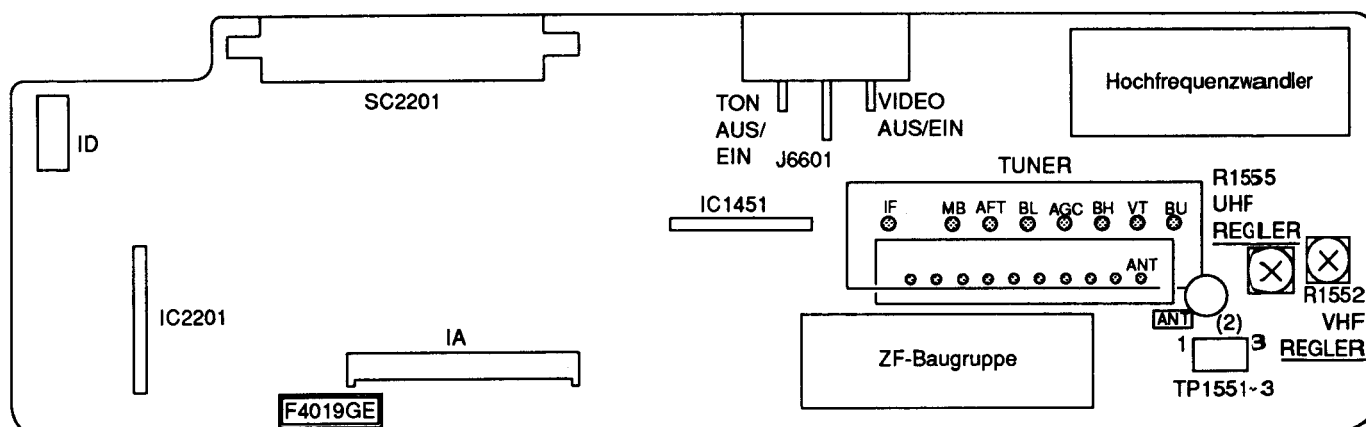 SC2201
ID
TON
AUS/
EIN
J6601
VIDEO
AUS/EIN
Hochfrequenzwandler
TUNER
IF MB AFT BL AGC BH VT BU
ANT
R1555
UHF
REGLER
IC1451
IC2201
IA
F4019GE
ZF-Baugruppe
ANT
(2)
1 3
TP1551~3
R1552
VHF
REGLER